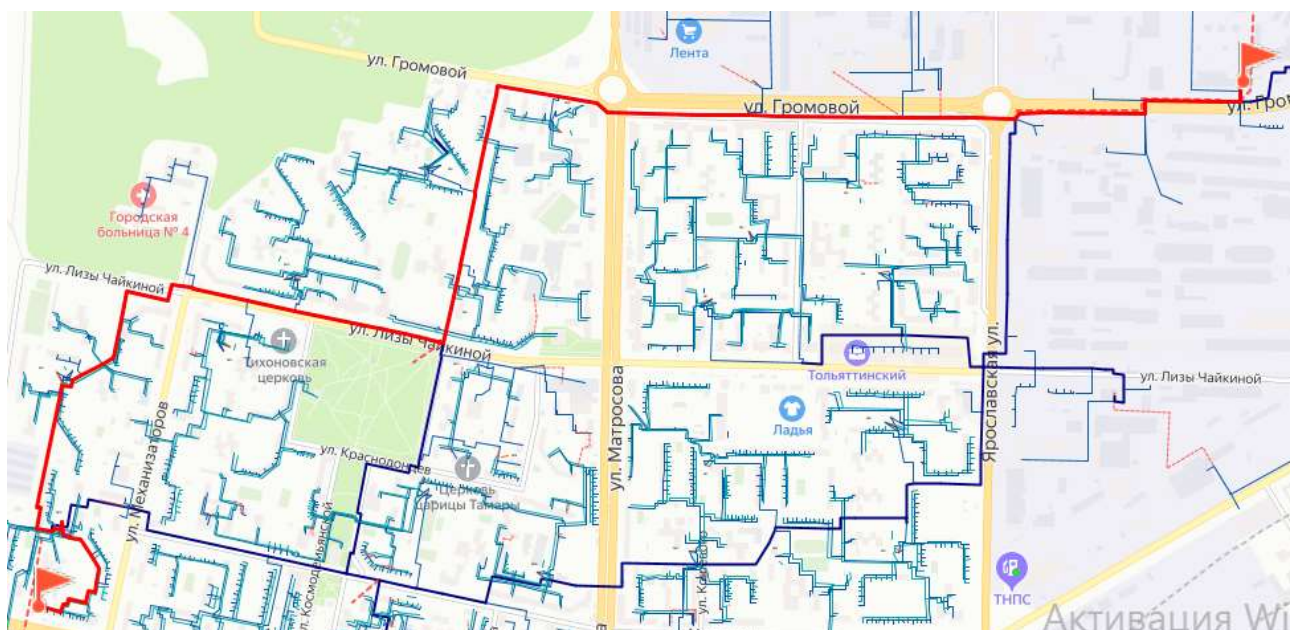 Лента
ул. Громовой
ул. Громовой
ул. Гром
Городская
больница № 4
ул. Лизы Чайкиной
ул. Лизы Чайкиной
Тихоновская
церковь
Тольяттинский
ул. Лизы Чайкиной
Ладья
ул. Механизаторов
ул. Краснодонцев
Церковь
царицы Тамары
ул. Матросова
Ярославская ул.
ул. Космодемьянской
ТНПС
Активация Wi